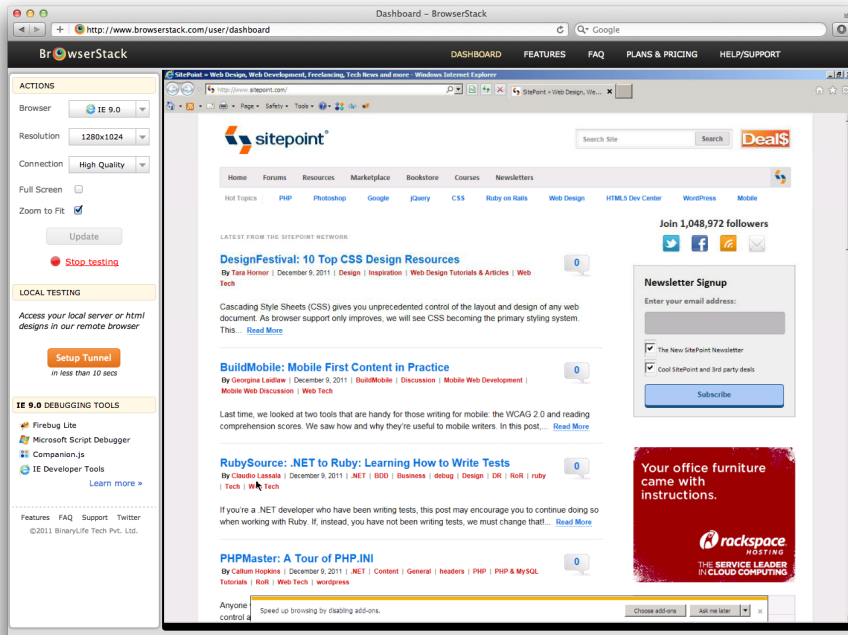 Dashboard – BrowserStack
http://www.browserstack.com/user/dashboard
Google
BrowserStack
DASHBOARD FEATURES FAQ PLANS & PRICING HELP/SUPPORT
ACTIONS
Browser IE 9.0
Resolution 1280x1024
Connection High Quality
Full Screen
Zoom to Fit
Update
Stop testing
LOCAL TESTING
Access your local server or html
designs in our remote browser
Setup Tunnel
in less than 10 secs
IE 9.0 DEBUGGING TOOLS
Firebug Lite
Microsoft Script Debugger
Companion.js
IE Developer Tools
Learn more »
Features FAQ Support Twitter
©2011 BinaryLife Tech Pvt. Ltd.
SitePoint = Web Design, Web Development, Freelancing, Tech News and more - Windows Internet Explorer
http://www.sitepoint.com/
SitePoint = Web Design, We...
Page Safety Tools
sitepoint
Search Site Search
Deal$
Home Forums Resources Marketplace Bookstore Courses Newsletters
Hot Topics PHP Photoshop Google jQuery CSS Ruby on Rails Web Design HTML5 Dev Center WordPress Mobile
LATEST FROM THE SITEPOINT NETWORK
DesignFestival: 10 Top CSS Design Resources
0
By Tara Hornor | December 9, 2011 | Design | Inspiration | Web Design Tutorials & Articles | Web
Tech
Cascading Style Sheets (CSS) gives you unprecedented control of the layout and design of any web
document. As browser support only improves, we will see CSS becoming the primary styling system.
This... Read More
BuildMobile: Mobile First Content in Practice
0
By Georgina Laidlaw | December 9, 2011 | BuildMobile | Discussion | Mobile Web Development |
Mobile Web Discussion | Web Tech
Last time, we looked at two tools that are handy for those writing for mobile: the WCAG 2.0 and reading
comprehension scores. We saw how and why they're useful to mobile writers. In this post,... Read More
RubySource: .NET to Ruby: Learning How to Write Tests
0
By Claudio Lassala | December 9, 2011 | .NET | BDD | Business | debug | Design | DR | RoR | ruby
| Tech | Web Tech
If you're a .NET developer who have been writing tests, this post may encourage you to continue doing so
when working with Ruby. If, instead, you have not been writing tests, we must change that!... Read More
PHPMaster: A Tour of PHP.INI
0
By Callum Hopkins | December 9, 2011 | .NET | Content | General | headers | PHP | PHP & MySQL
Tutorials | RoR | Web Tech | wordpress
Anyone
control a
Join 1,048,972 followers
Newsletter Signup
Enter your email address:
The New SitePoint Newsletter
Cool SitePoint and 3rd party deals
Subscribe
Your office furniture
came with
instructions.
rackspace
HOSTING
THE SERVICE LEADER
IN CLOUD COMPUTING
Speed up browsing by disabling add-ons.
Choose add-ons Ask me later